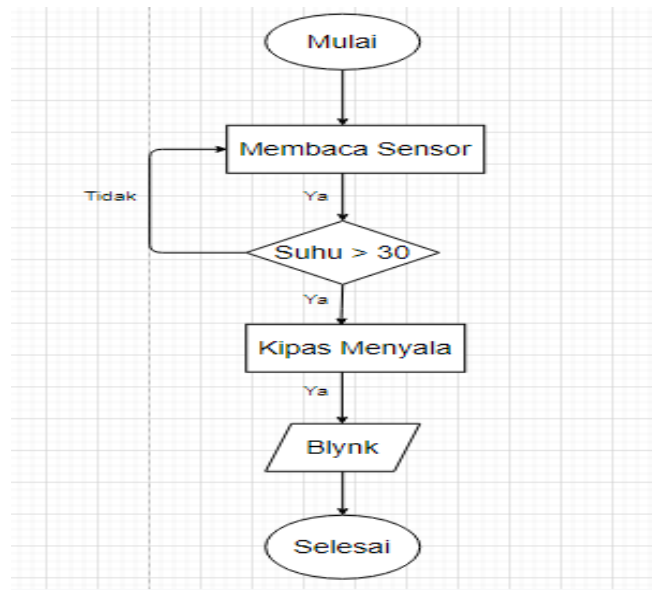 Mulai
Membaca Sensor
Tidak
Ya
Suhu > 30
Ya
Kipas Menyala
Ya
Blynk
Selesai